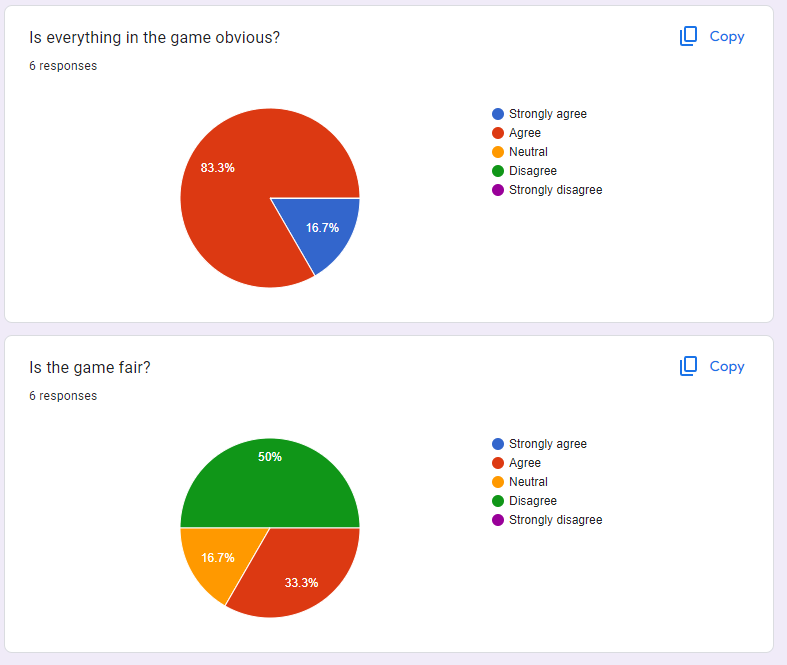 Is everything in the game obvious?
Copy
6 responses
83.3%
16.7%
Strongly agree
Agree
Neutral
Disagree
Strongly disagree
Is the game fair?
Copy
6 responses
50%
16.7%
33.3%
Strongly agree
Agree
Neutral
Disagree
Strongly disagree